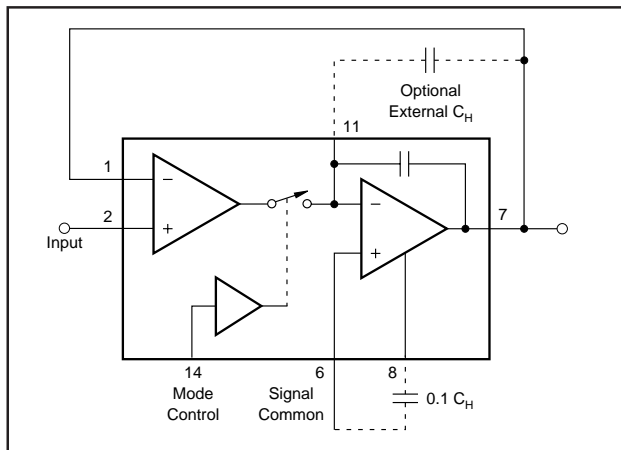 Optional
External C_H
11
1
−
2
+
Input
−
+
7
14
6
8
Mode
Control
Signal
Common
0.1 C_H